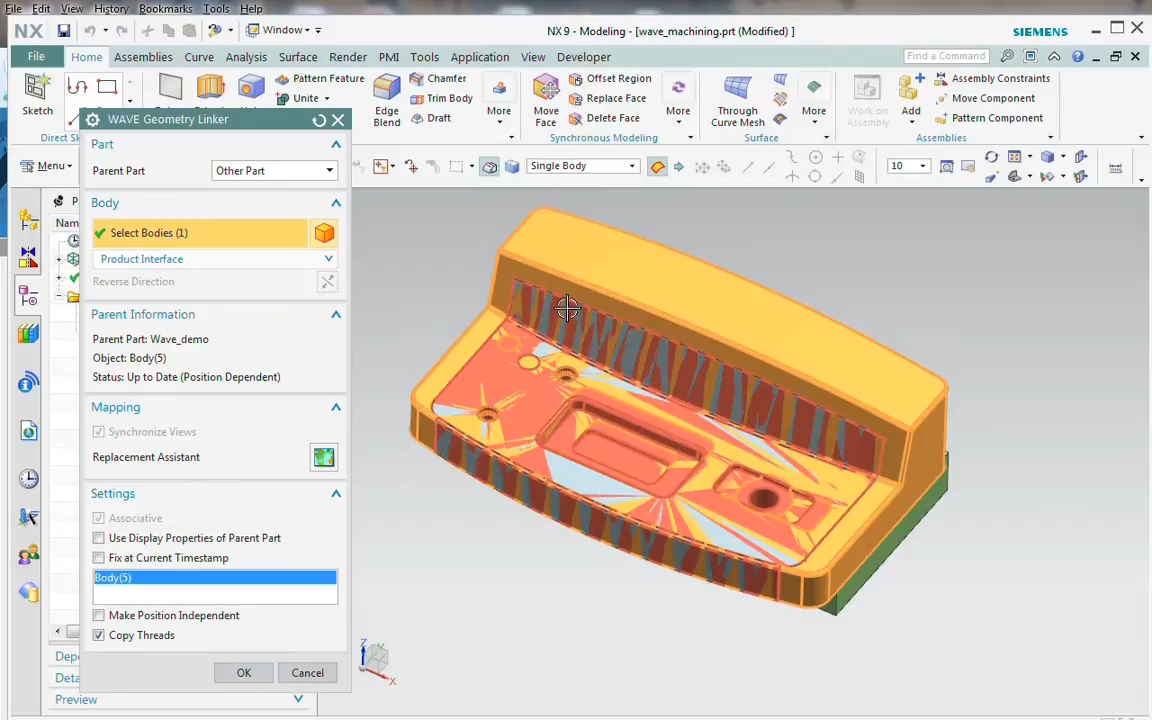 File Edit View History Bookmarks Tools Help
NX Window NX 9 - Modeling - [wave_machining.prt (Modified) ] SIEMENS
File Home Assemblies Curve Analysis Surface Render PMI Tools Application View Developer Find a Command
Pattern Feature Chamfer Offset Region Assembly Constraints
Unite Trim Body Replace Face Move Component
Draft Delete Face Pattern Component
Sketch Edge Blend More Move Face More Through Curve Mesh More Work on Assembly Add
Synchronous Modeling Surface Assemblies
Menu Single Body 10
WAVE Geometry Linker
Part
Parent Part Other Part
Body
Select Bodies (1)
Product Interface
Reverse Direction
Parent Information
Parent Part: Wave_demo
Object: Body(5)
Status: Up to Date (Position Dependent)
Mapping
Synchronize Views
Replacement Assistant
Settings
Associative
Use Display Properties of Parent Part
Fix at Current Timestamp
Body(5)
Make Position Independent
Copy Threads
OK Cancel
Preview
Z Y X